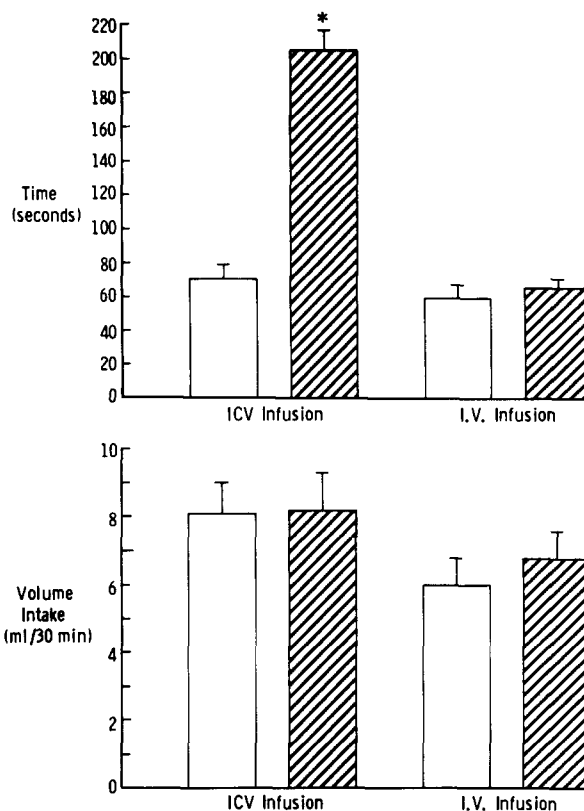 220
200
180
160
140
120
100
80
60
40
20
0
Time
(seconds)
*
ICV Infusion
I.V. Infusion
10
8
6
4
2
0
Volume
Intake
(ml/30 min)
ICV Infusion
I.V. Infusion